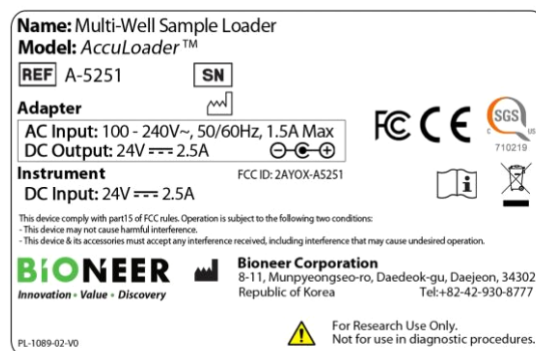 Name: Multi-Well Sample Loader
Model: AccuLoader™
REF A-5251 SN
Adapter
AC Input: 100 - 240V~, 50/60Hz, 1.5A Max
DC Output: 24V ⎓ 2.5A
FC CE SGS
C US
710219
Instrument FCC ID: 2AYOX-A5251
DC Input: 24V ⎓ 2.5A
This device comply with part15 of FCC rules. Operation is subject to the following two conditions:
- This device may not cause harmful interference.
- This device & its accessories must accept any interference received, including interference that may cause undesired operation.
BiONEER
Innovation • Value • Discovery
Bioneer Corporation
8-11, Munpyeongseo-ro, Daedeok-gu, Daejeon, 34302
Republic of Korea Tel:+82-42-930-8777
For Research Use Only.
Not for use in diagnostic procedures.
PL-1089-02-V0